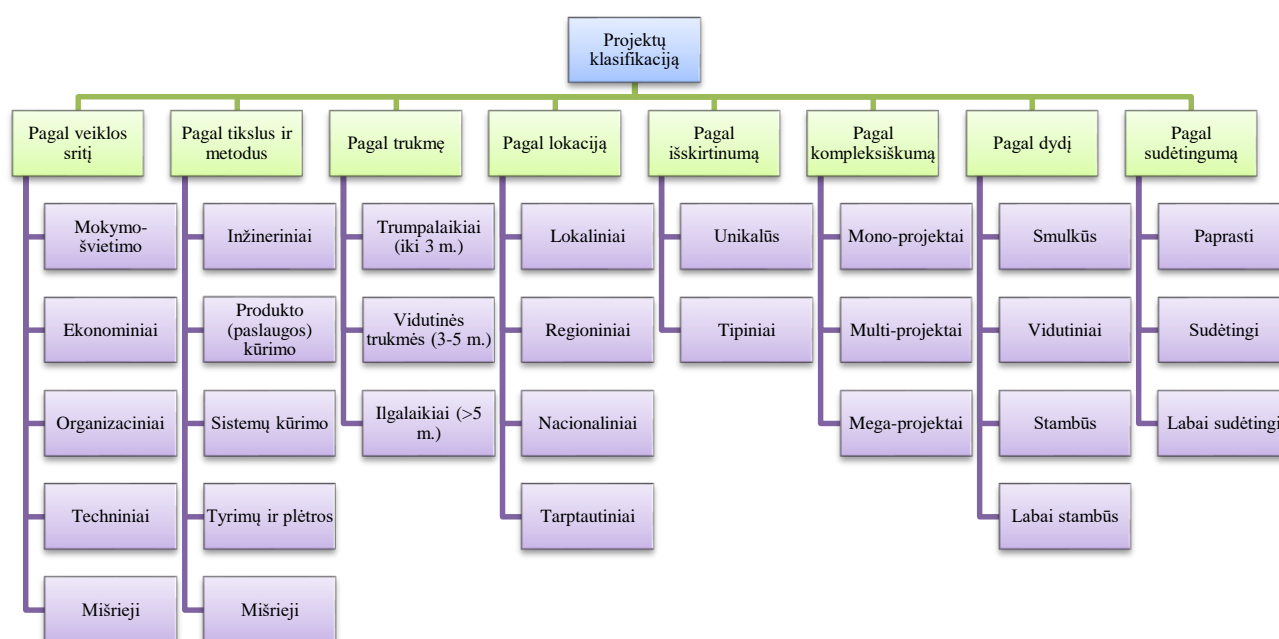 Projektų
klasifikaciją
Pagal veiklos
sritį
Mokymo-
švietimo
Ekonominiai
Organizaciniai
Techniniai
Mišrieji
Pagal tikslus ir
metodus
Inžineriniai
Produkto
(paslaugos)
kūrimo
Sistemų kūrimo
Tyrimų ir plėtros
Mišrieji
Pagal trukmę
Trumpalaikiai
(iki 3 m.)
Vidutinės
trukmės (3-5 m.)
Ilgalaikiai (>5
m.)
Pagal lokaciją
Lokaliniai
Regioniniai
Nacionaliniai
Tarptautiniai
Pagal
išskirtinumą
Unikalūs
Tipiniai
Pagal
kompleksiškumą
Mono-projektai
Multi-projektai
Mega-projektai
Pagal dydį
Smulkūs
Vidutiniai
Stambūs
Labai stambūs
Pagal
sudėtingumą
Paprasti
Sudėtingi
Labai sudėtingi